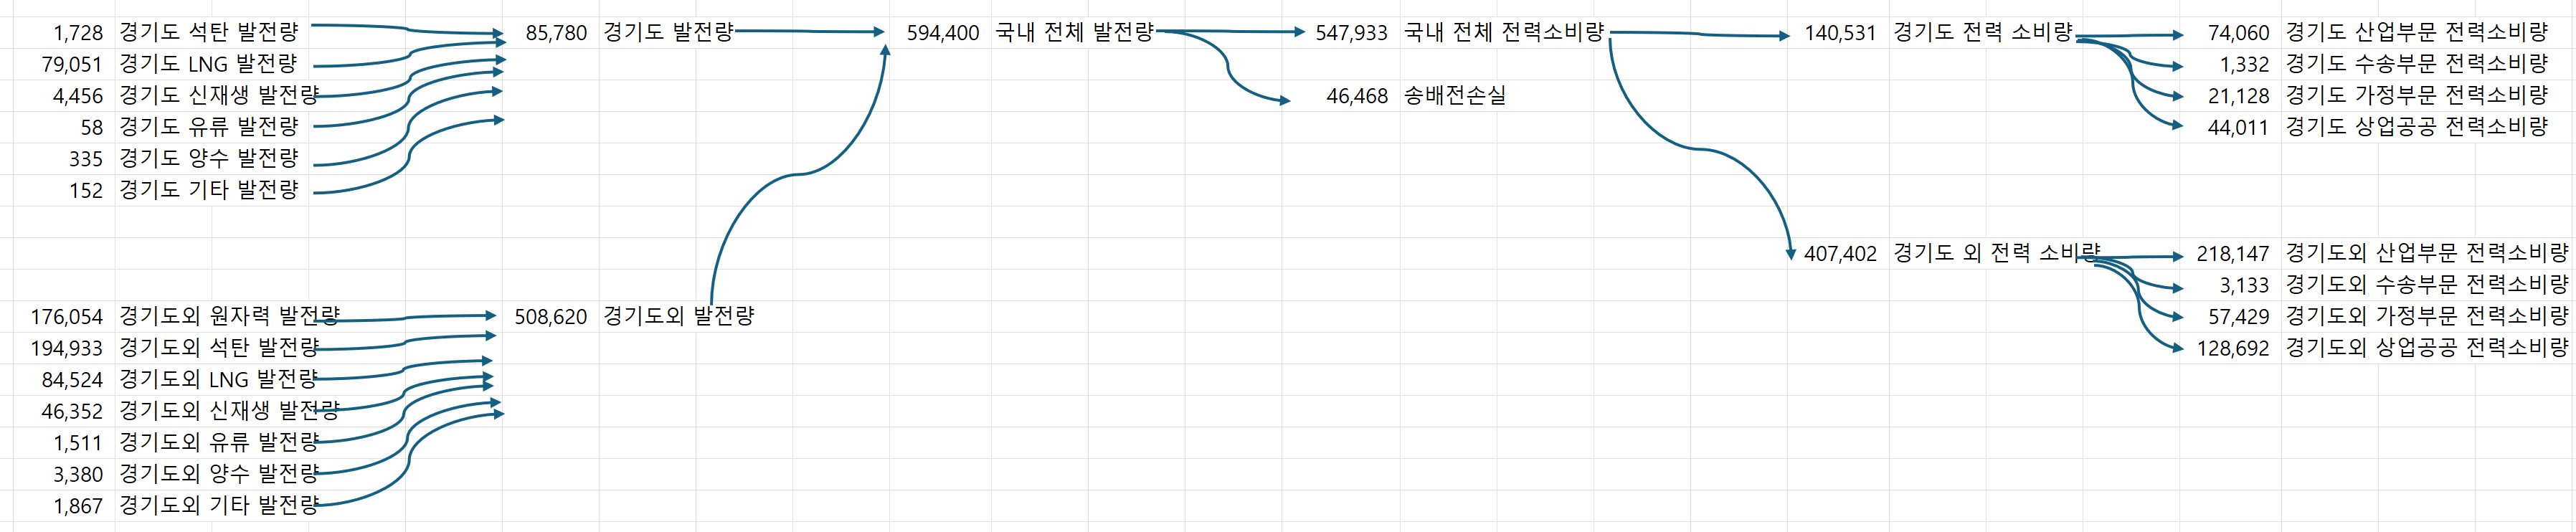 1,728 경기도 석탄 발전량 85,780 경기도 발전량 594,400 국내 전체 발전량 547,933 국내 전체 전력소비량 140,531 경기도 전력 소비량 74,060 경기도 산업부문 전력소비량
79,051 경기도 LNG 발전량 1,332 경기도 수송부문 전력소비량
4,456 경기도 신재생 발전량 46,468 송배전손실 21,128 경기도 가정부문 전력소비량
58 경기도 유류 발전량 44,011 경기도 상업공공 전력소비량
335 경기도 양수 발전량
152 경기도 기타 발전량
407,402 경기도 외 전력 소비량 218,147 경기도외 산업부문 전력소비량
3,133 경기도외 수송부문 전력소비량
176,054 경기도외 원자력 발전량 508,620 경기도외 발전량 57,429 경기도외 가정부문 전력소비량
194,933 경기도외 석탄 발전량 128,692 경기도외 상업공공 전력소비량
84,524 경기도외 LNG 발전량
46,352 경기도외 신재생 발전량
1,511 경기도외 유류 발전량
3,380 경기도외 양수 발전량
1,867 경기도외 기타 발전량